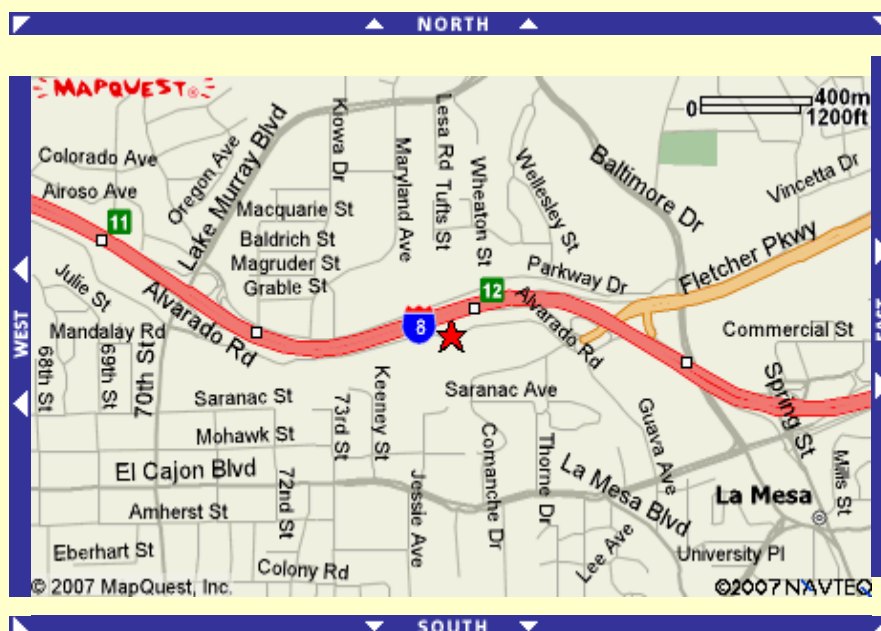 NORTH
MAPQUEST®
0 400m
1200ft
Colorado Ave
Airoso Ave
Oregon Ave
Lake Murray Blvd
Kiowa Dr
Maryland Ave
Lesa Rd
Tufts St
Wheaton St
Wellesley St
Baltimore Dr
Vincetta Dr
11
Macquarie St
Baldrich St
Magruder St
Grable St
Parkway Dr
Fletcher Pkwy
WEST
Julie St
Alvarado Rd
8
12
Alvarado Rd
Commercial St
Mandalay Rd
68th St
69th St
70th St
Saranac St
73rd St
Keeney St
Saranac Ave
Guava Ave
Spring St
Mohawk St
El Cajon Blvd
72nd St
Jessie Ave
Comanche Dr
Thorne Dr
La Mesa Blvd
La Mesa
Mills St
Amherst St
Lee Ave
University Pl
Eberhart St
Colony Rd
© 2007 MapQuest, Inc.
©2007 NAVTEQ
SOUTH